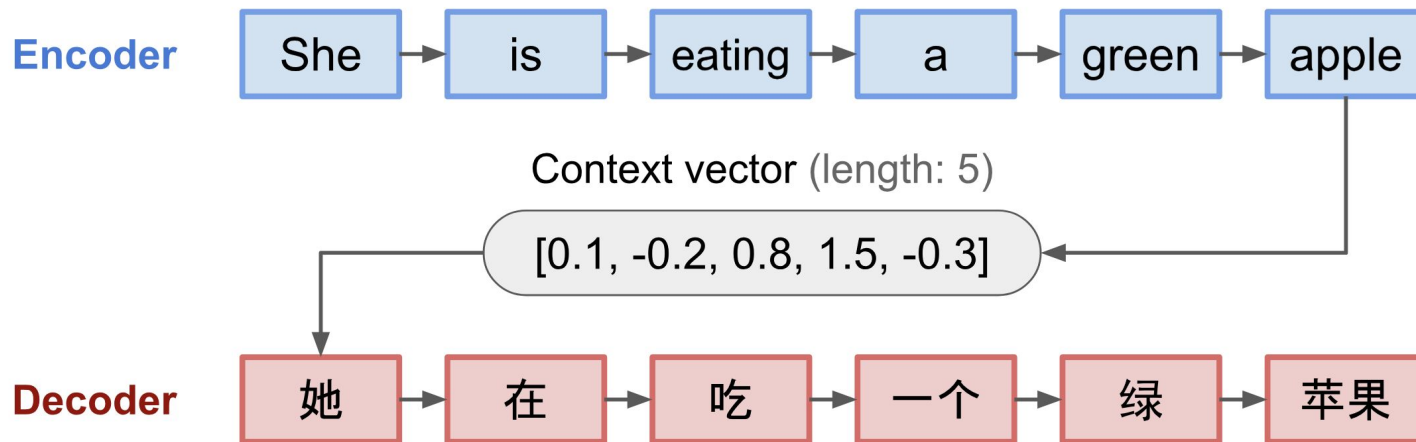 Encoder She is eating a green apple
Context vector (length: 5)
[0.1, -0.2, 0.8, 1.5, -0.3]
Decoder 她 在 吃 一个 绿 苹果